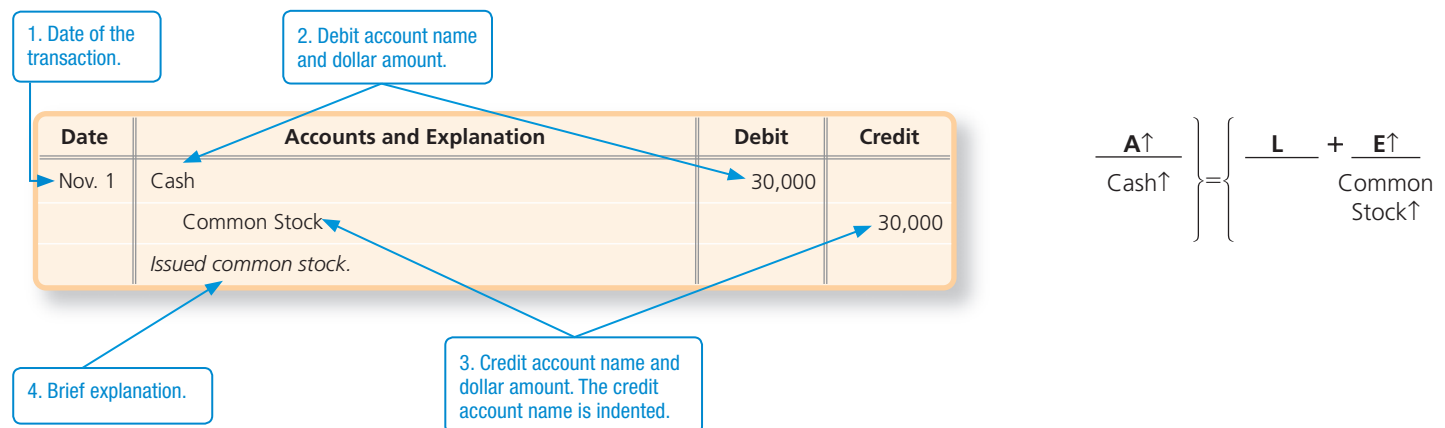 1. Date of the
transaction.
2. Debit account name
and dollar amount.
Date Accounts and Explanation Debit Credit
Nov. 1 Cash 30,000
Common Stock 30,000
Issued common stock.
4. Brief explanation.
3. Credit account name and
dollar amount. The credit
account name is indented.
A↑ = L + E↑
Cash↑ Common
Stock↑